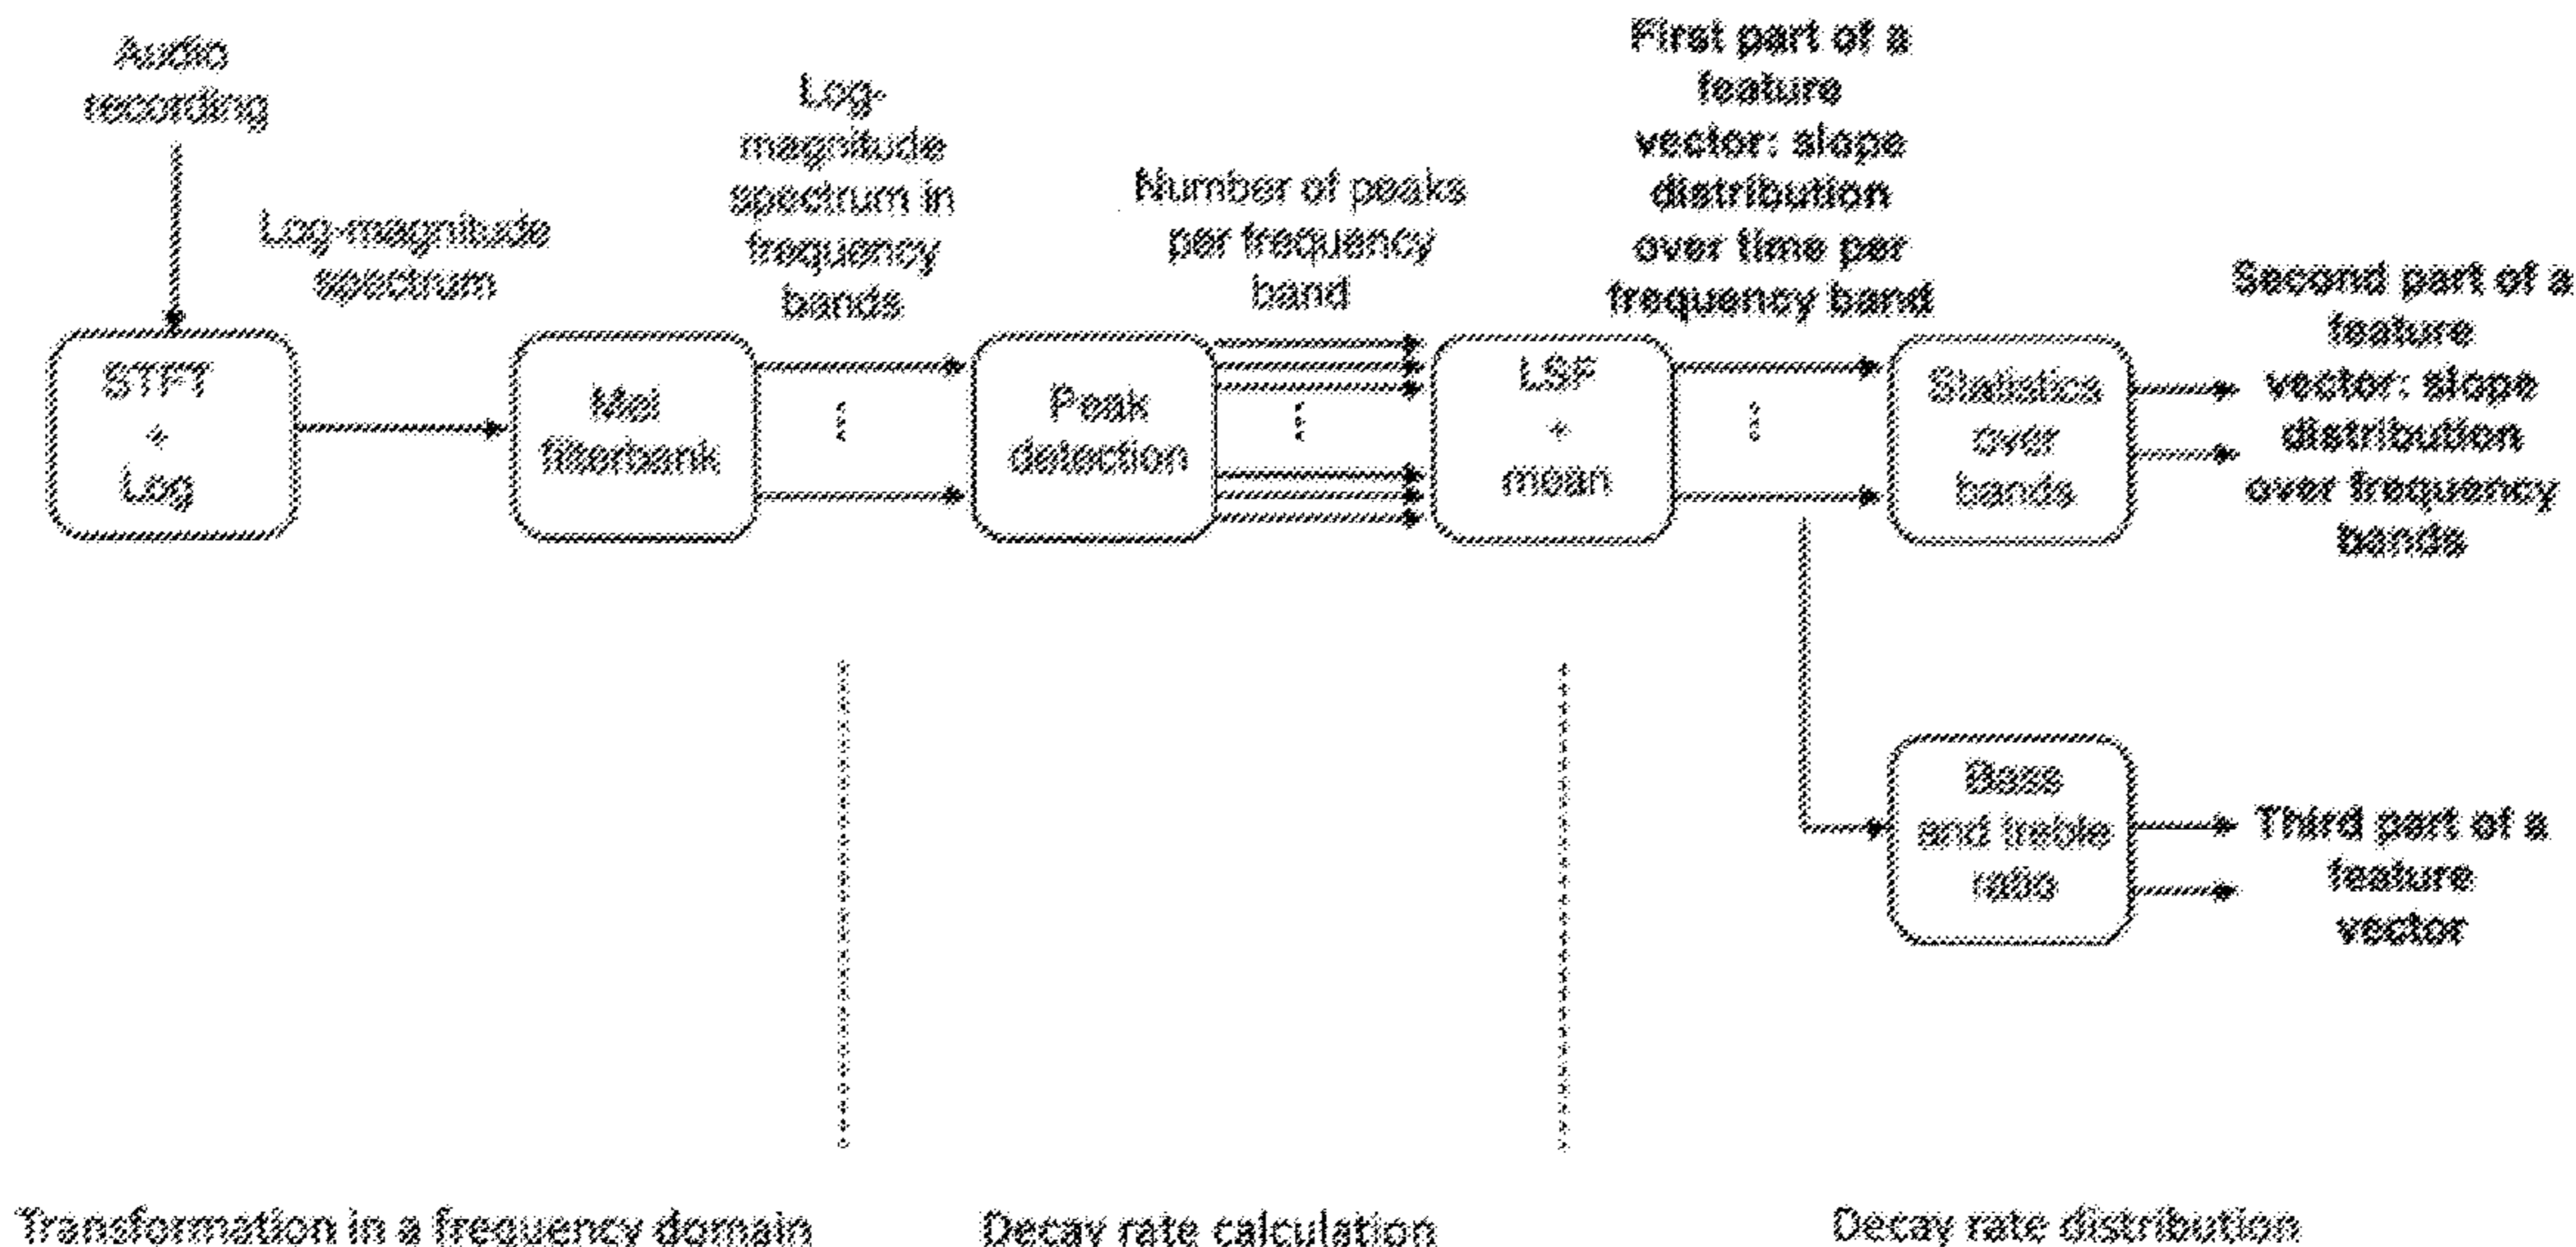 Audio
recording
Log-magnitude
spectrum
STFT
+
Log
Mel
filterbank
Log-
magnitude
spectrum in
frequency
bands
Peak
detection
Number of peaks
per frequency
band
LSF
+
mean
First part of a
feature
vector: slope
distribution
over time per
frequency band
Statistics
over
bands
Second part of a
feature
vector: slope
distribution
over frequency
bands
Bass
and treble
ratio
Third part of a
feature
vector
Transformation in a frequency domain
Decay rate calculation
Decay rate distribution